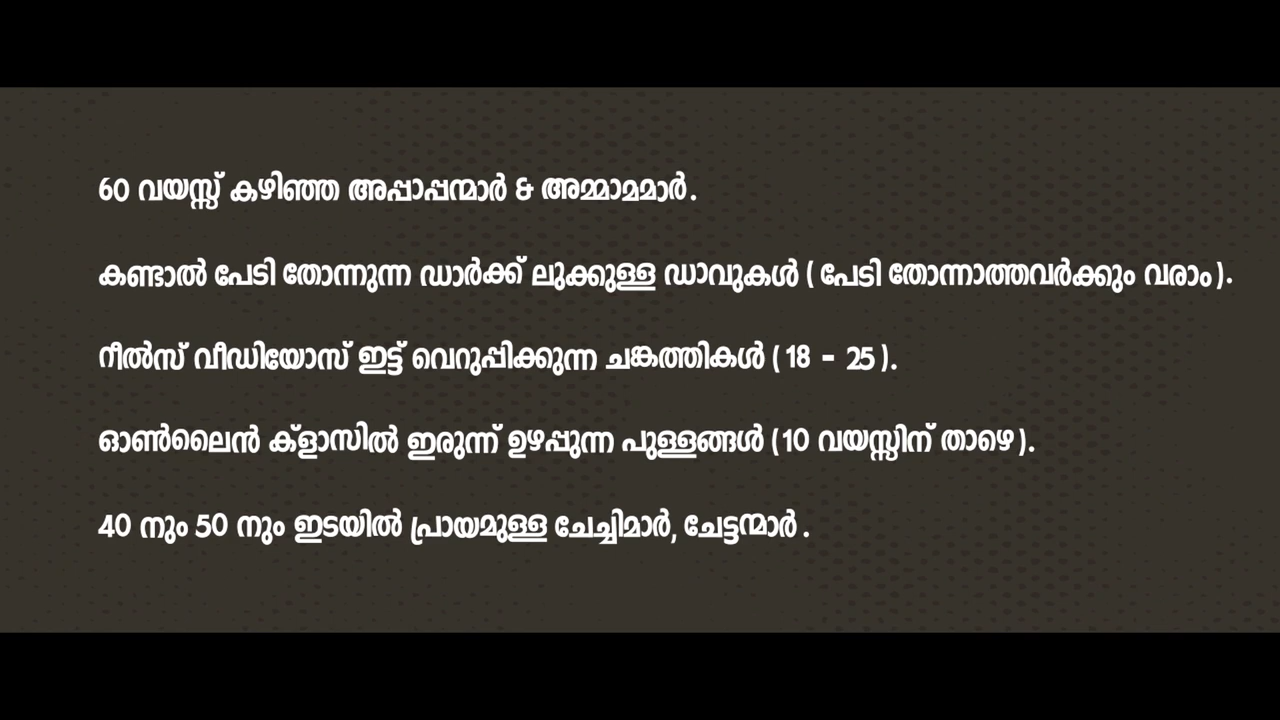 60 വയസ്സ് കഴിഞ്ഞ അപ്പാപ്പന്മാർ & അമ്മാമമാർ.
കണ്ടാൽ പേടി തോന്നുന്ന ഡാർക്ക് ലുക്കുള്ള ഡാവുകൾ ( പേടി തോന്നാത്തവർക്കും വരാം ).
റീൽസ് വീഡിയോസ് ഇട്ട് വെറുപ്പിക്കുന്ന ചങ്കത്തികൾ ( 18 - 25 ).
ഓൺലൈൻ ക്ളാസിൽ ഇരുന്ന് ഉഴപ്പുന്ന പുള്ളങ്ങൾ ( 10 വയസ്സിന് താഴെ ).
40 നും 50 നും ഇടയിൽ പ്രായമുള്ള ചേച്ചിമാർ, ചേട്ടന്മാർ .